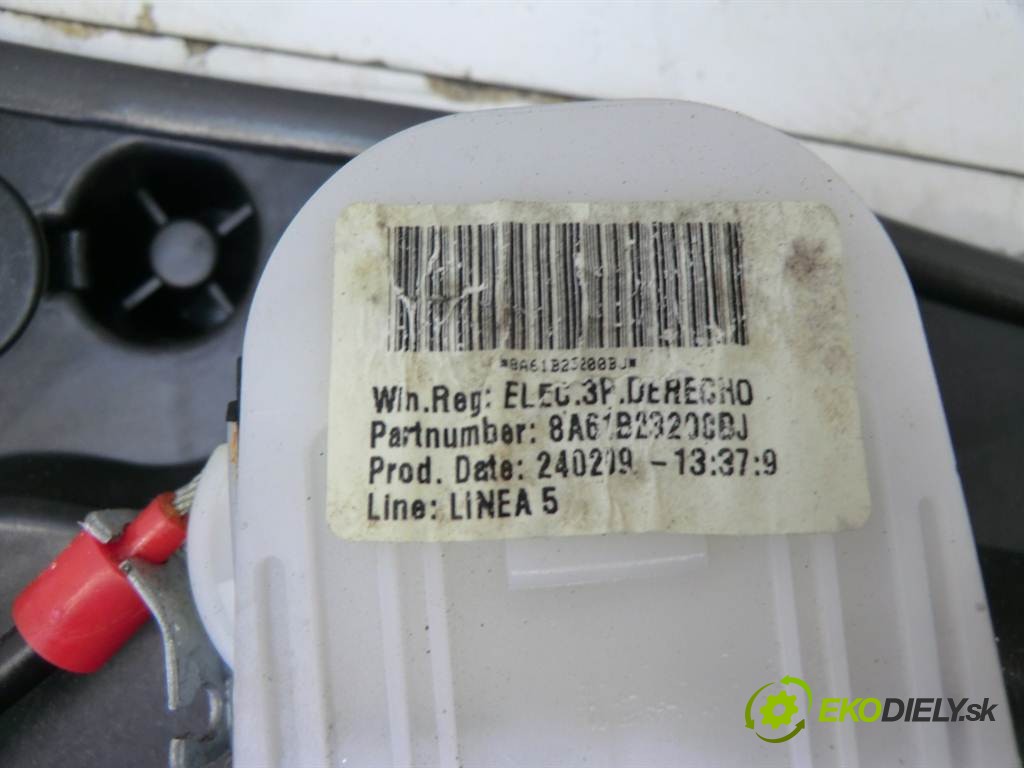 *8A61B23200BJ*
Win.Reg: ELEC.3P.DERECHO
Partnumber: 8A61B23200BJ
Prod. Date: 240209 - 13:37:9
Line: LINEA 5
EKODIELY.sk